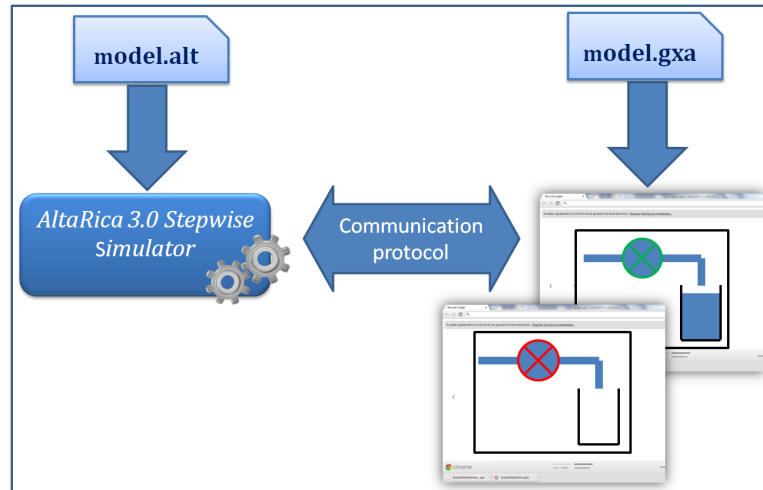 model.alt
model.gxa
AltaRica 3.0 Stepwise
Simulator
Communication
protocol
chrome